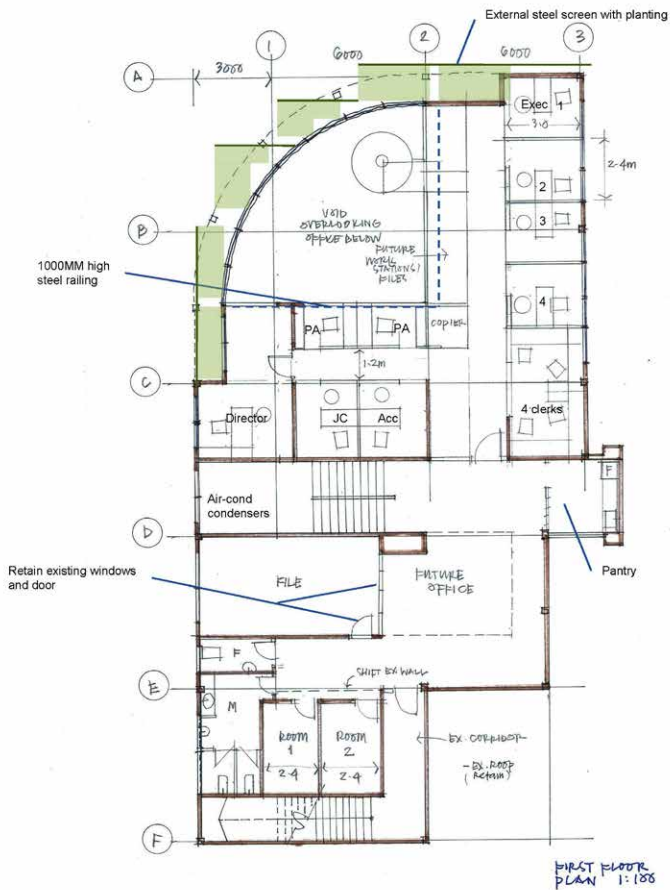 External steel screen with planting
1
2
3
6000
6000
3000
A
Exec 1
3.0
2.4m
2
VOID
OVERLOOKING
OFFICE BELOW
3
B
FUTURE
WORK
STATIONS/
FILES
1000MM high
steel railing
4
PA
PA
COPIER
1.2m
C
Director
JC
Acc
4 clerks
Air-cond
condensers
F
D
Retain existing windows
and door
FILE
FUTURE
OFFICE
Pantry
F
SHIFT EX WALL
E
M
ROOM
1
2.4
ROOM
2
2.4
EX. CORRIDOR
- EX. ROOF
(Retain)
F
FIRST FLOOR
PLAN 1:100